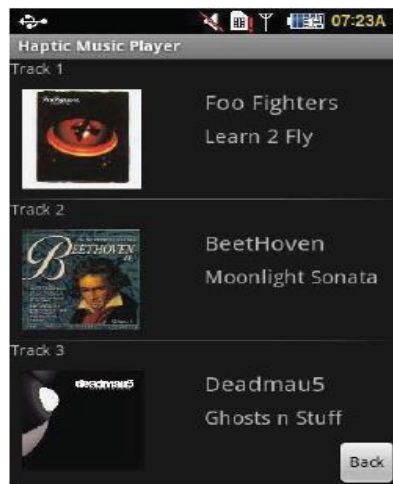 07:23A
Haptic Music Player
Track 1
Foo Fighters
Learn 2 Fly
Track 2
BeetHoven
BEETHOVEN
Moonlight Sonata
Track 3
deadmau5
Deadmau5
Ghosts n Stuff
Back